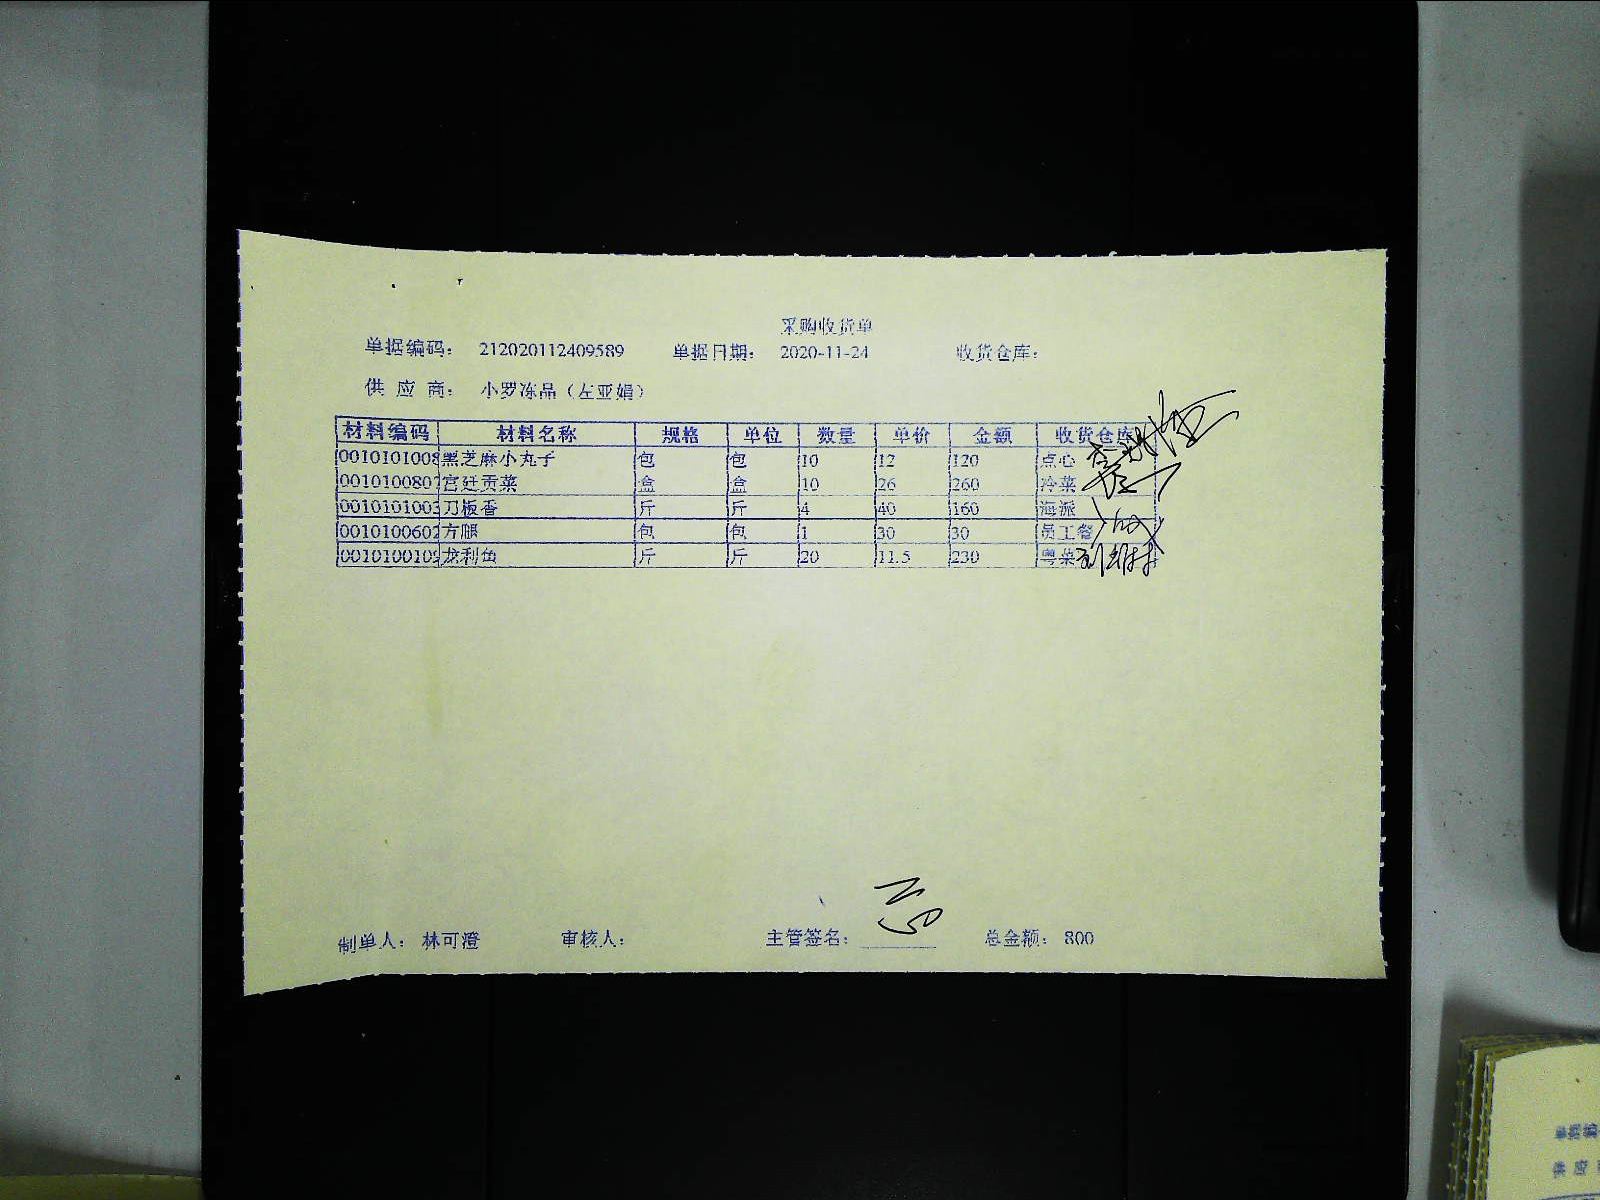 采购收货单
单据编码： 212020112409589 单据日期： 2020-11-24 收货仓库：
供 应 商： 小罗冻品（左亚娟）
材料编码 材料名称 规格 单位 数量 单价 金额 收货仓库
0010101008 黑芝麻小丸子 包 包 10 12 120 点心
0010100807 宫廷贡菜 盒 盒 10 26 260 冷菜
001010100 刀板香 斤 斤 4 40 160 海派
0010100602 方腿 包 包 1 30 30 员工餐
001010010 龙利鱼 斤 斤 20 11.5 230 粤菜
制单人： 林可澄 审核人： 主管签名： 总金额： 800
单据
供 应